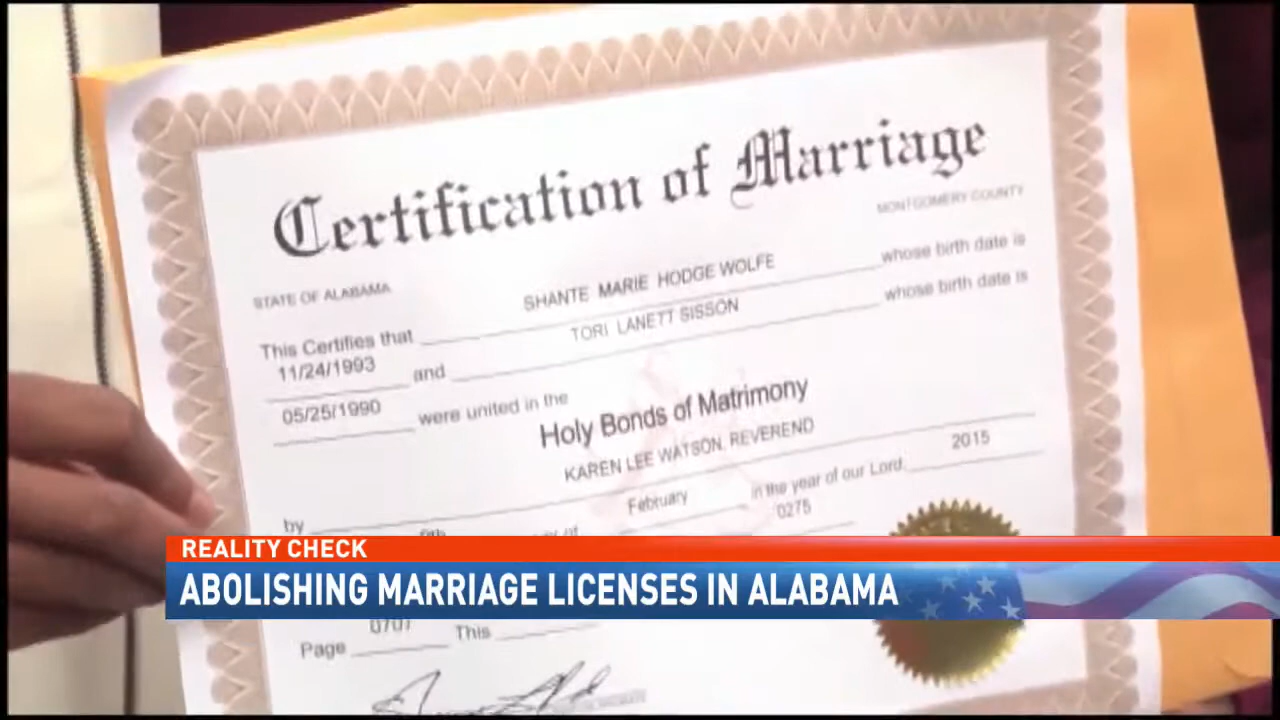 Certification of Marriage
MONTGOMERY COUNTY
STATE OF ALABAMA
This Certifies that SHANTE MARIE HODGE WOLFE whose birth date is
11/24/1993 and TORI LANETT SISSON whose birth date is
05/25/1990 were united in the
Holy Bonds of Matrimony
by KAREN LEE WATSON, REVEREND
February in the year of our Lord, 2015
0275
REALITY CHECK
ABOLISHING MARRIAGE LICENSES IN ALABAMA
Page 0707 This